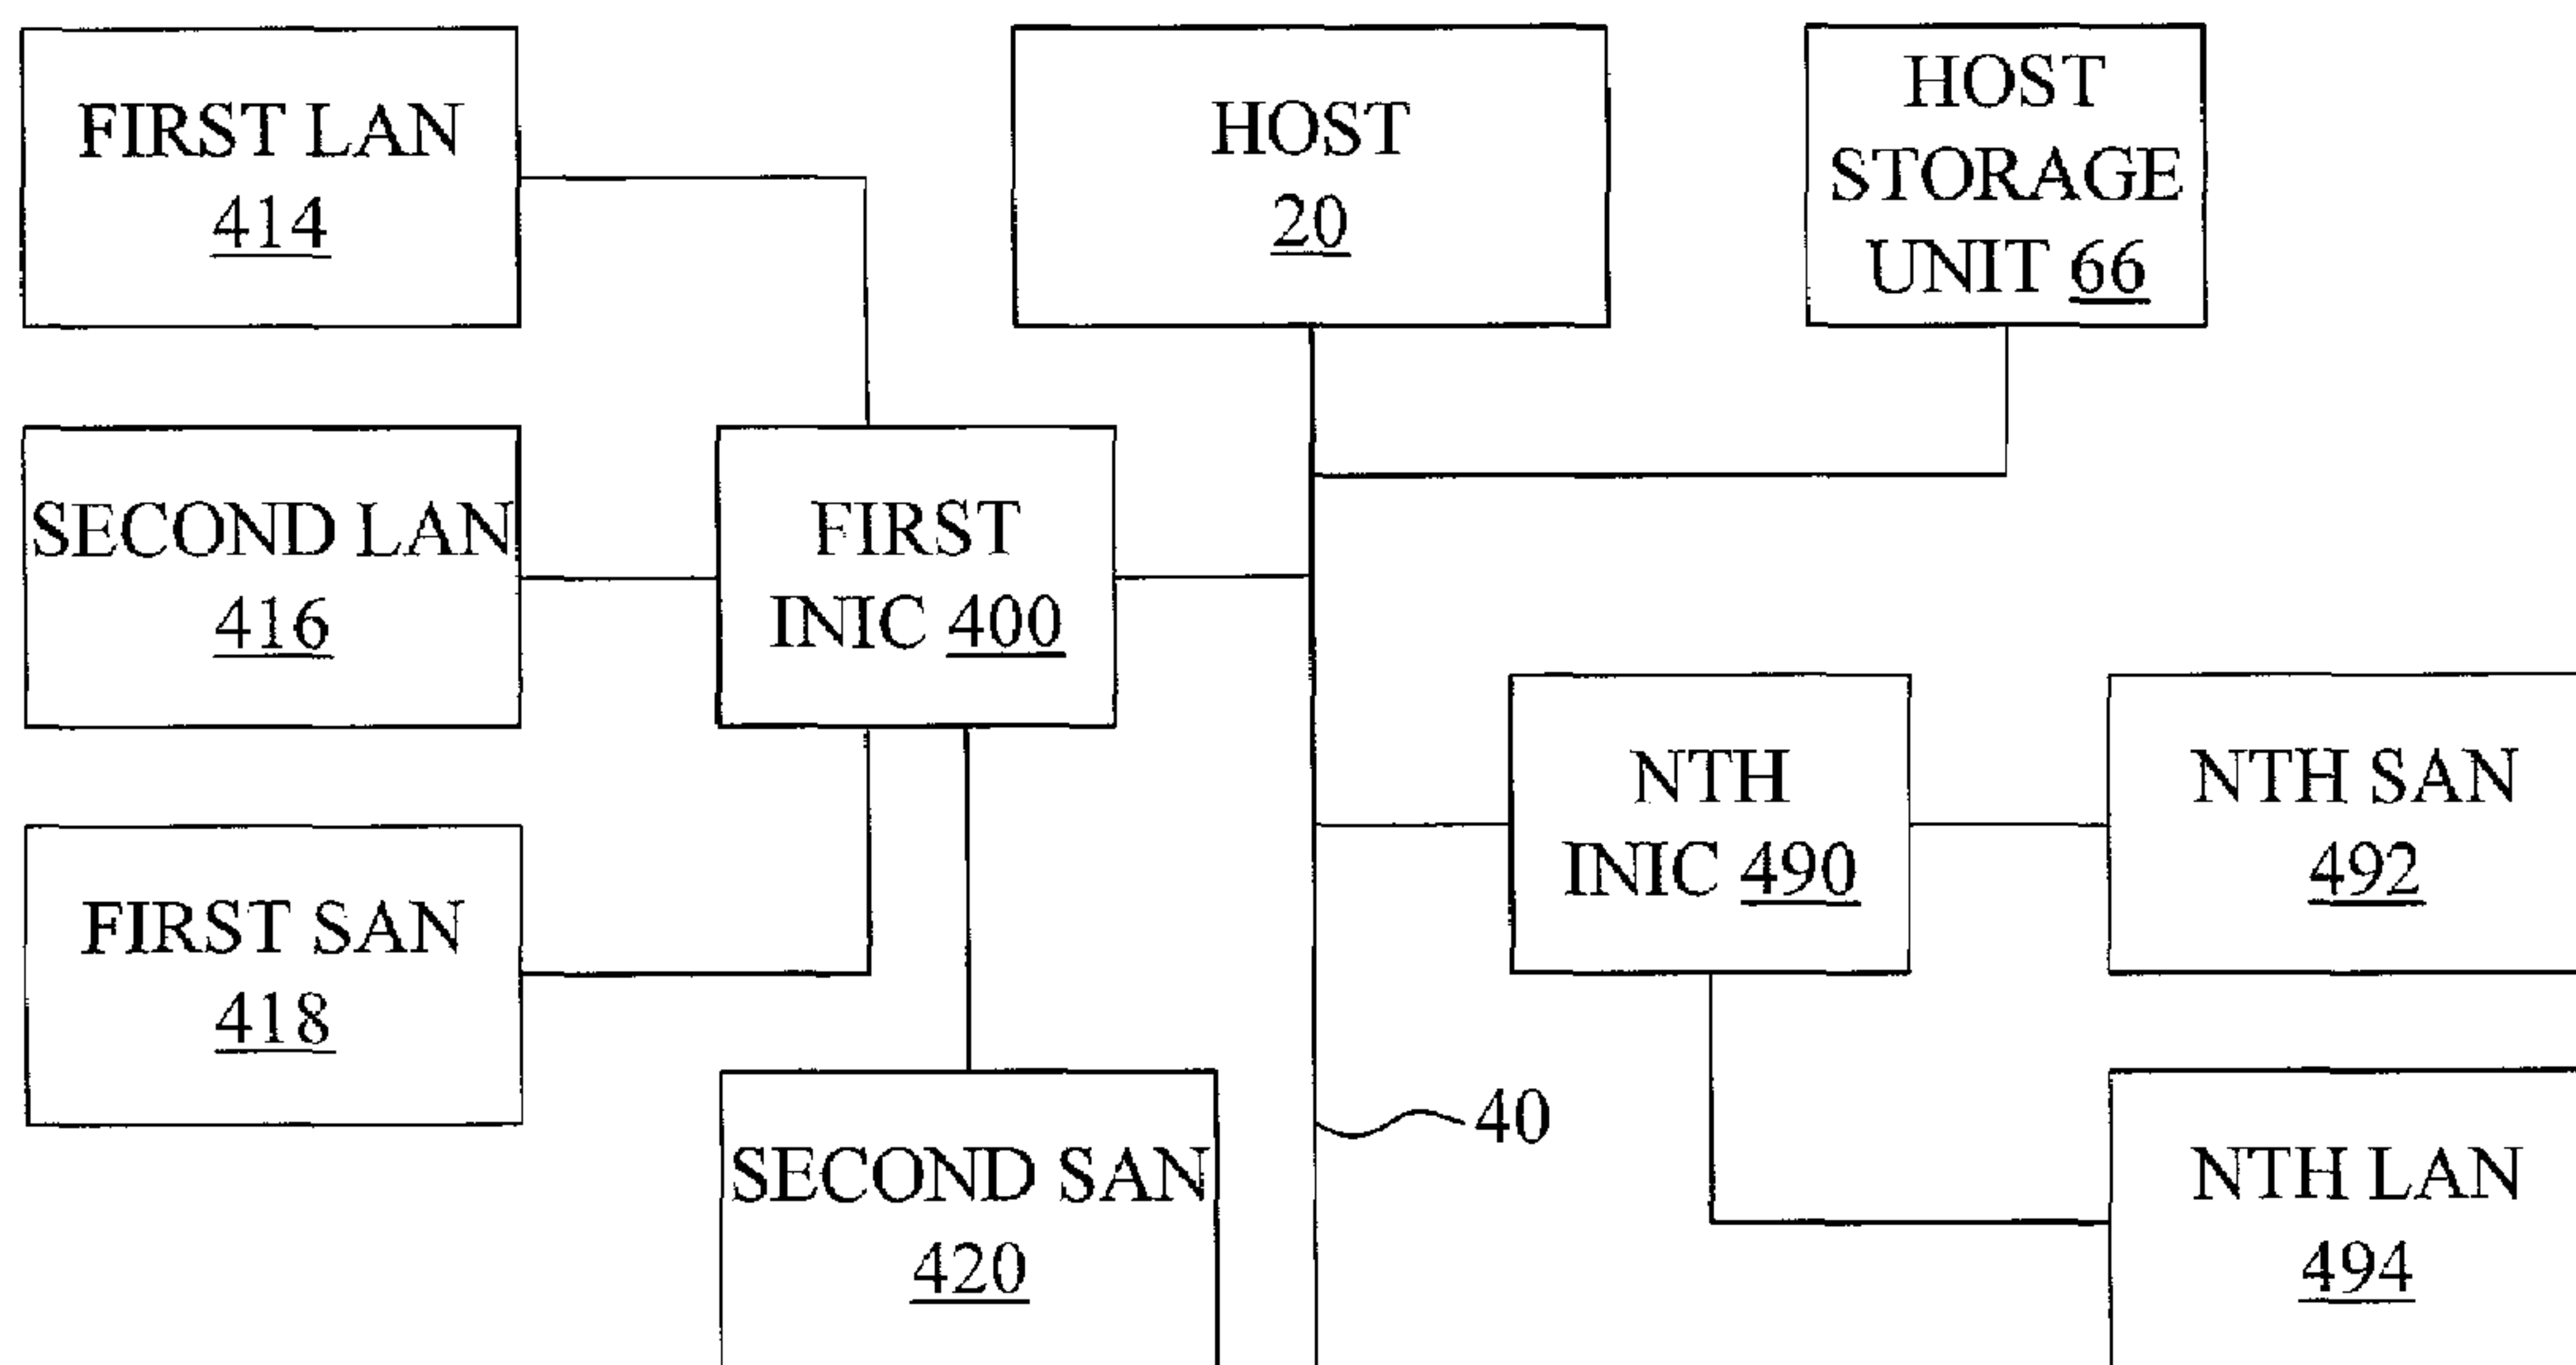 FIRST LAN
414
HOST
20
HOST
STORAGE
UNIT 66
SECOND LAN
416
FIRST
INIC 400
FIRST SAN
418
NTH
INIC 490
NTH SAN
492
SECOND SAN
420
40
NTH LAN
494